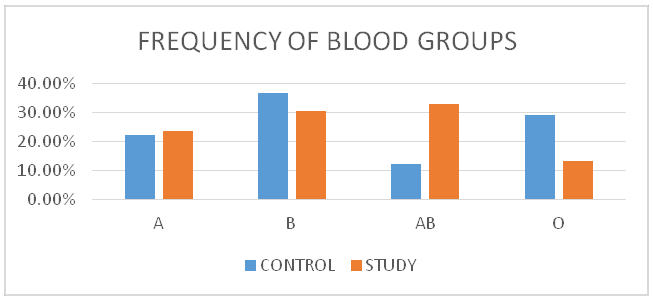 FREQUENCY OF BLOOD GROUPS
40.00%
30.00%
20.00%
10.00%
0.00%
A B AB O
CONTROL STUDY